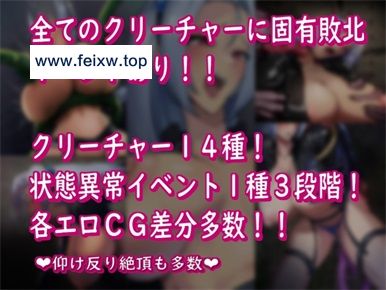 全てのクリーチャーに固有敗北
www.feixw.top
り！！
クリーチャー１４種！
状態異常イベント１種３段階！
各エロＣＧ差分多数！！
❤仰け反り絶頂も多数❤